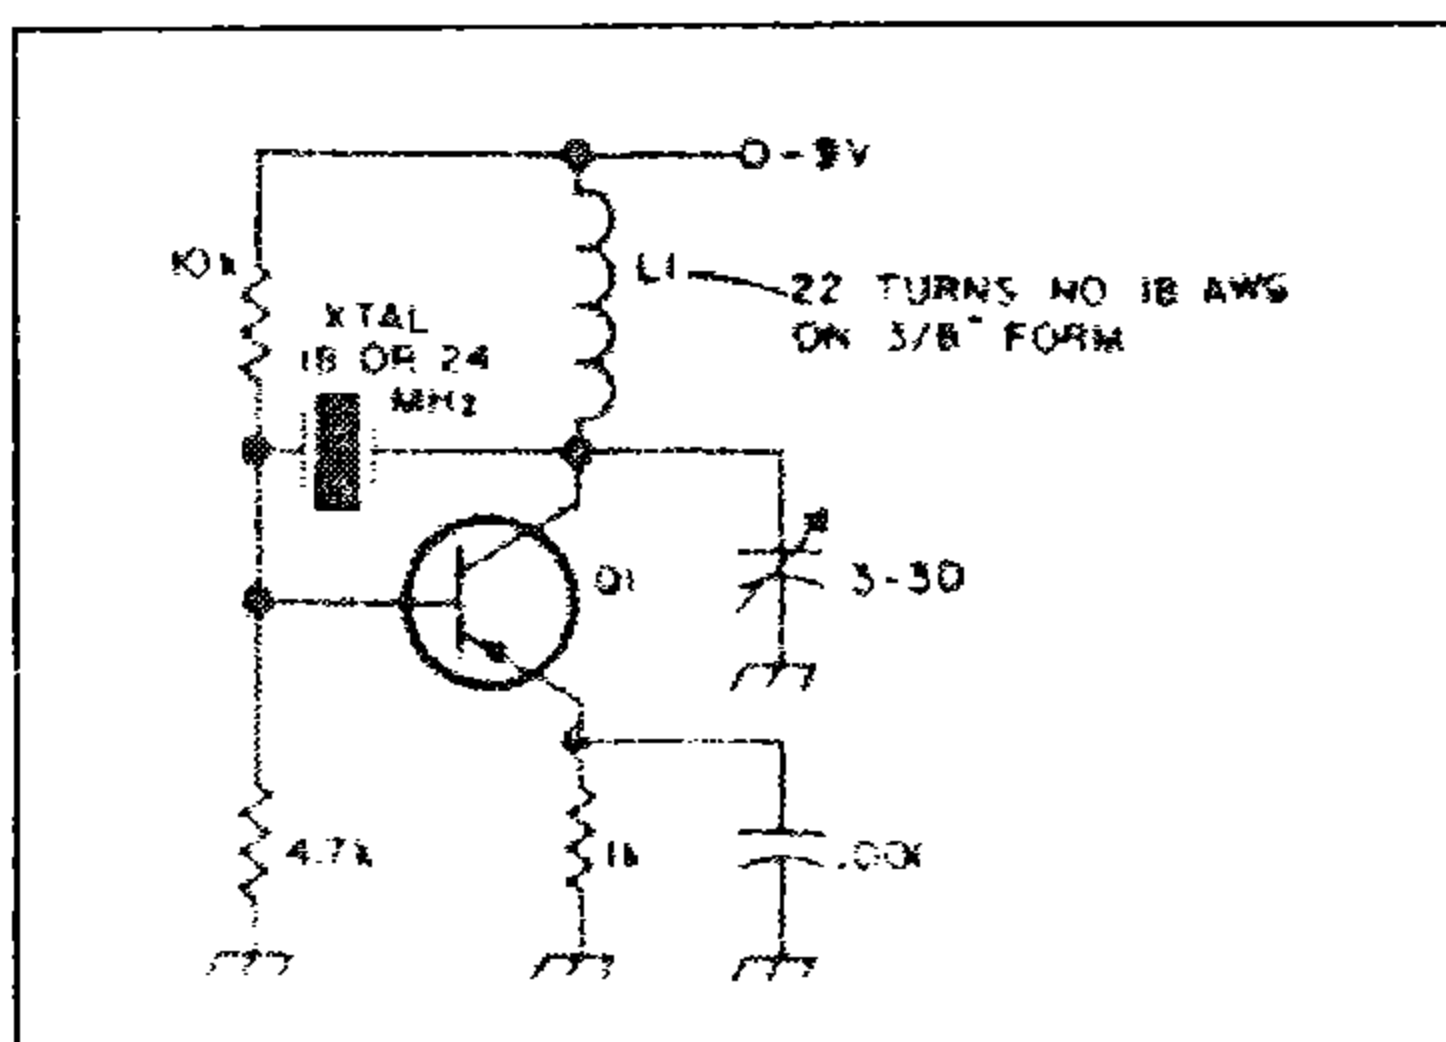 -9V
10k
L1
22 TURNS NO 18 AWG
ON 3/8" FORM
XTAL
18 OR 24
MHz
Q1
3-30
4.7k
1k
.001